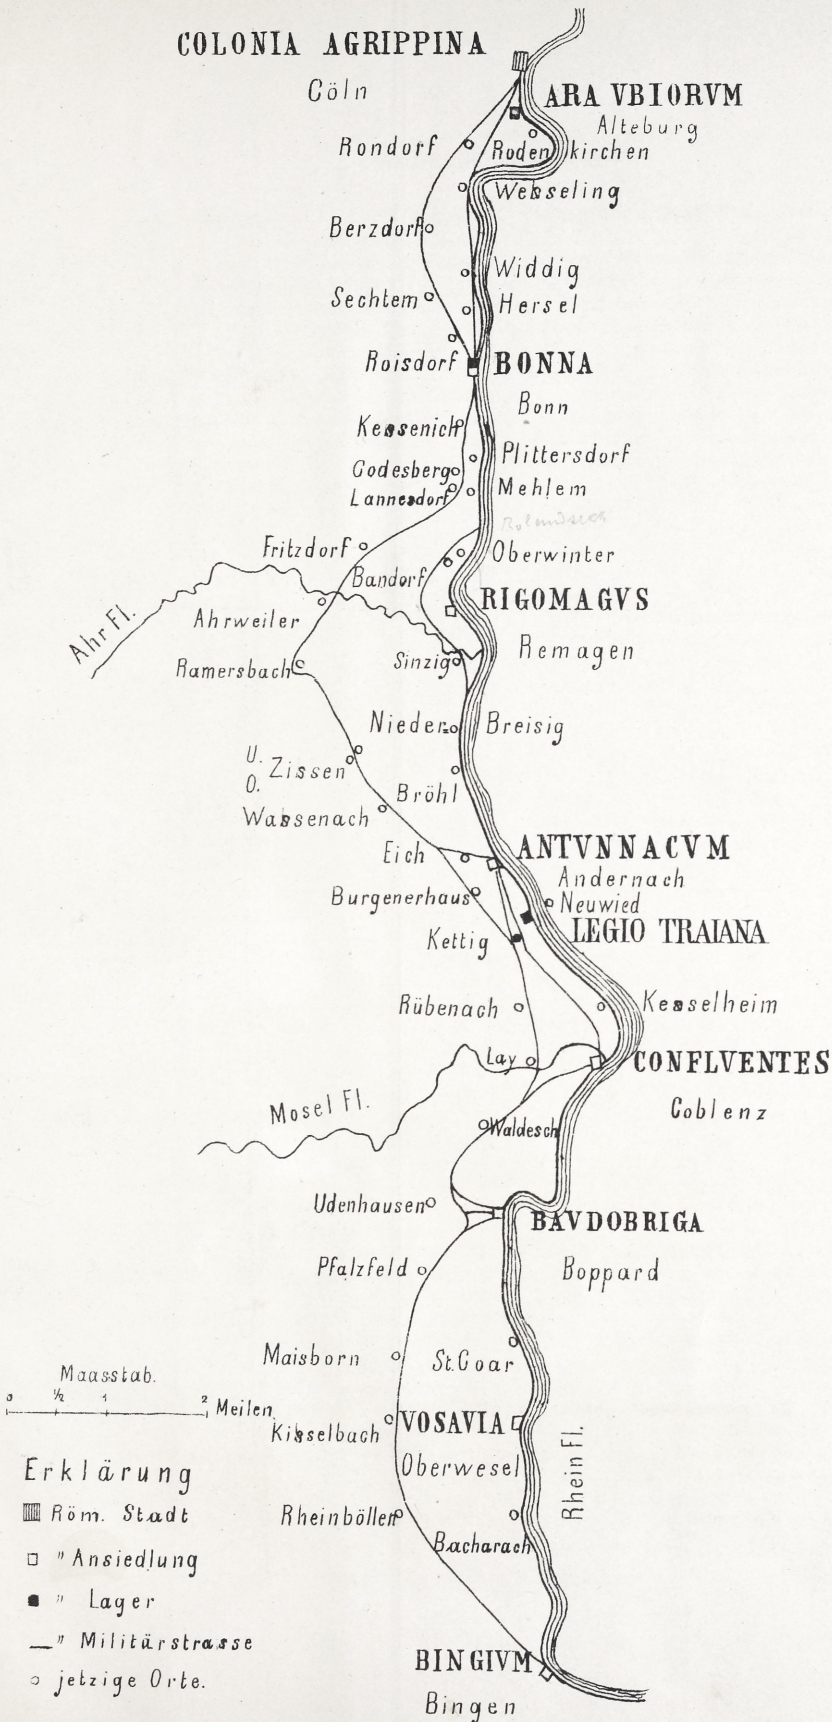 COLONIA AGRIPPINA
Cöln
ARA VBIORVM
Alteburg
Rondorf
Rodenkirchen
Wesseling
Berzdorf
Widdig
Sechtem
Hersel
Roisdorf
BONNA
Bonn
Kessenich
Plittersdorf
Godesberg
Mehlem
Lannesdorf
Rolandseck
Fritzdorf
Oberwinter
Bandorf
RIGOMAGVS
Ahrweiler
Ahr Fl.
Remagen
Sinzig
Ramersbach
Nieder Breisig
U.
O. Zissen
Bröhl
Wassenach
ANTVNNACVM
Eich
Andernach
Burgenerhaus
Neuwied
LEGIO TRAIANA
Kettig
Rübenach
Kesselheim
Lay
CONFLVENTES
Mosel Fl.
Coblenz
Waldesch
Udenhausen
BAVDOBRIGA
Pfalzfeld
Boppard
Maisborn
St. Goar
Maasstab.
0 ½ 1 2 Meilen
Kisselbach
VOSAVIA
Oberwesel
Rhein Fl.
Rheinböllen
Bacharach
Erklärung
Röm. Stadt
" Ansiedlung
" Lager
" Militärstrasse
jetzige Orte.
BINGIVM
Bingen